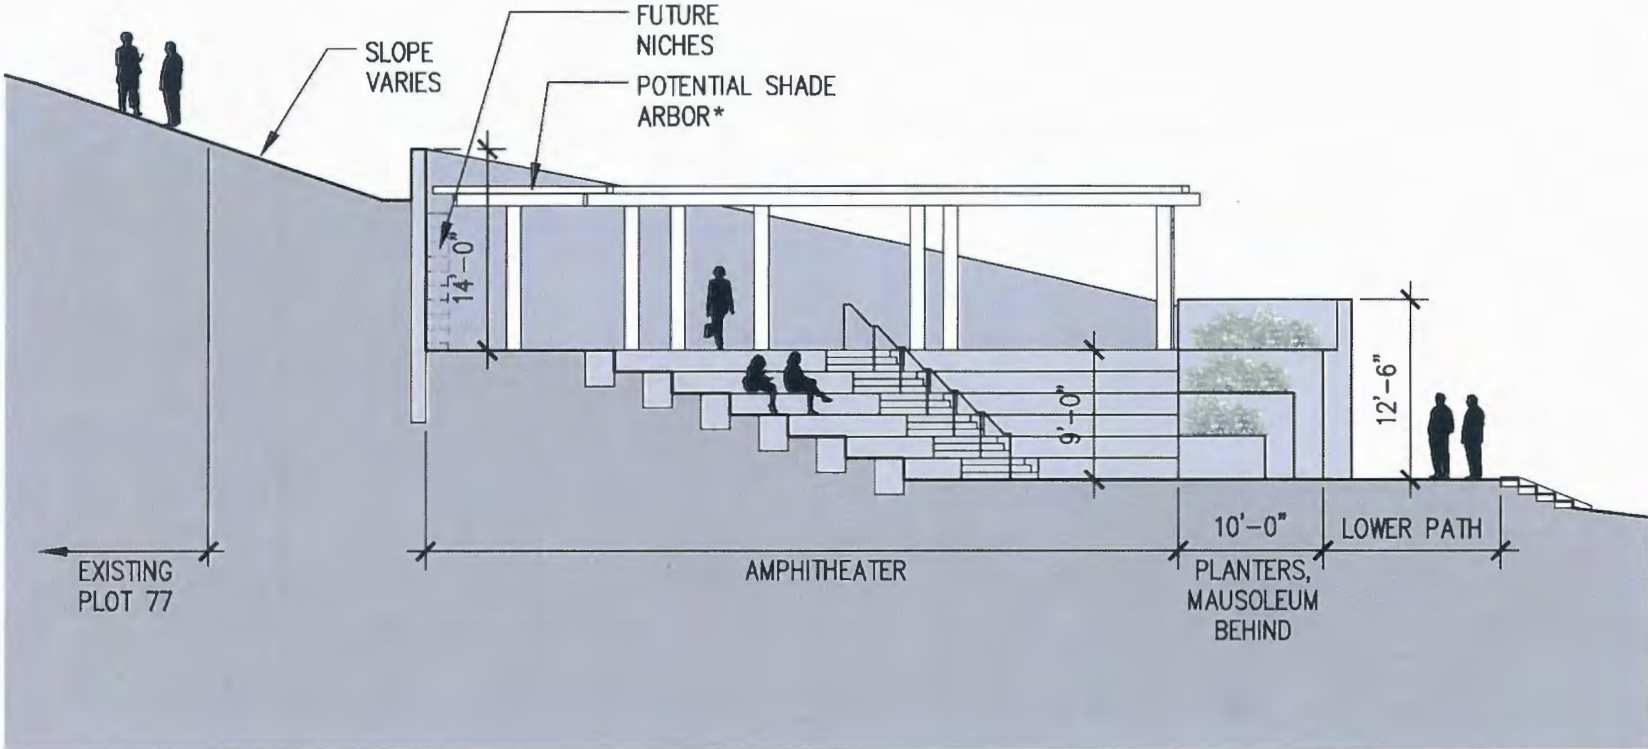 FUTURE
NICHES
SLOPE
VARIES
POTENTIAL SHADE
ARBOR*
14'-0"
9'-0"
12'-6"
10'-0"
LOWER PATH
EXISTING
PLOT 77
AMPHITHEATER
PLANTERS,
MAUSOLEUM
BEHIND